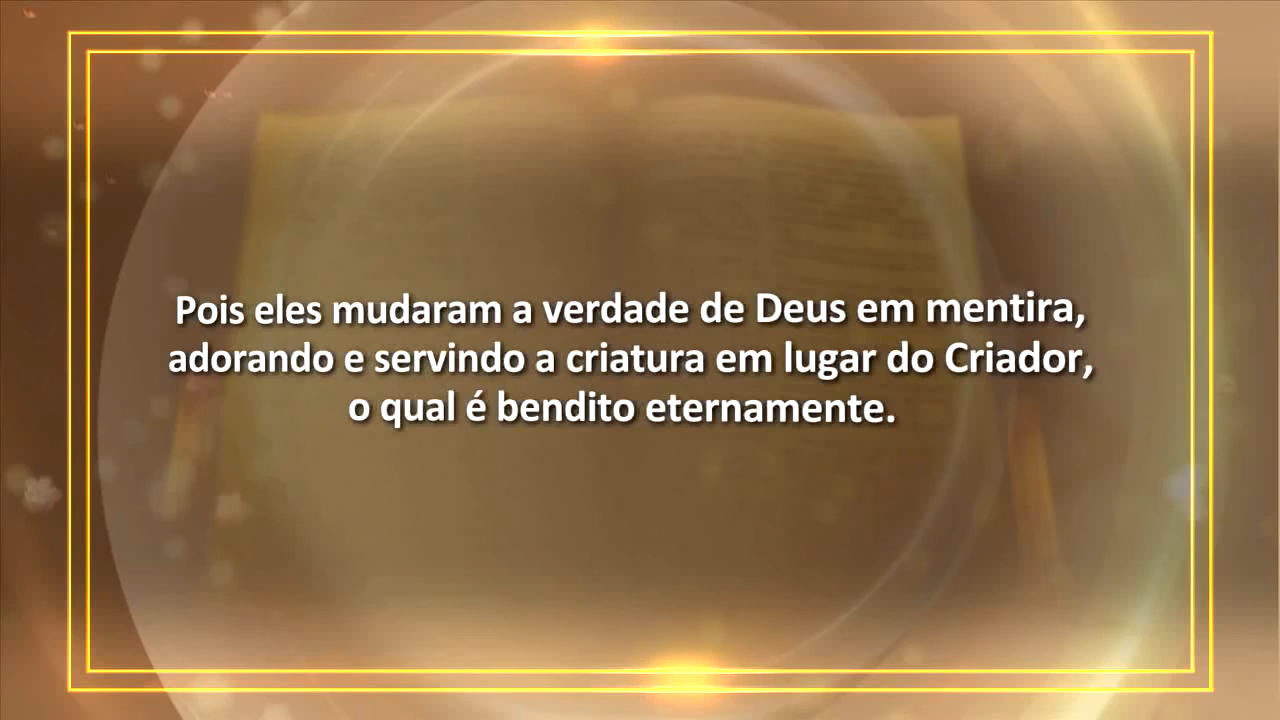 Pois eles mudaram a verdade de Deus em mentira,
adorando e servindo a criatura em lugar do Criador,
o qual é bendito eternamente.